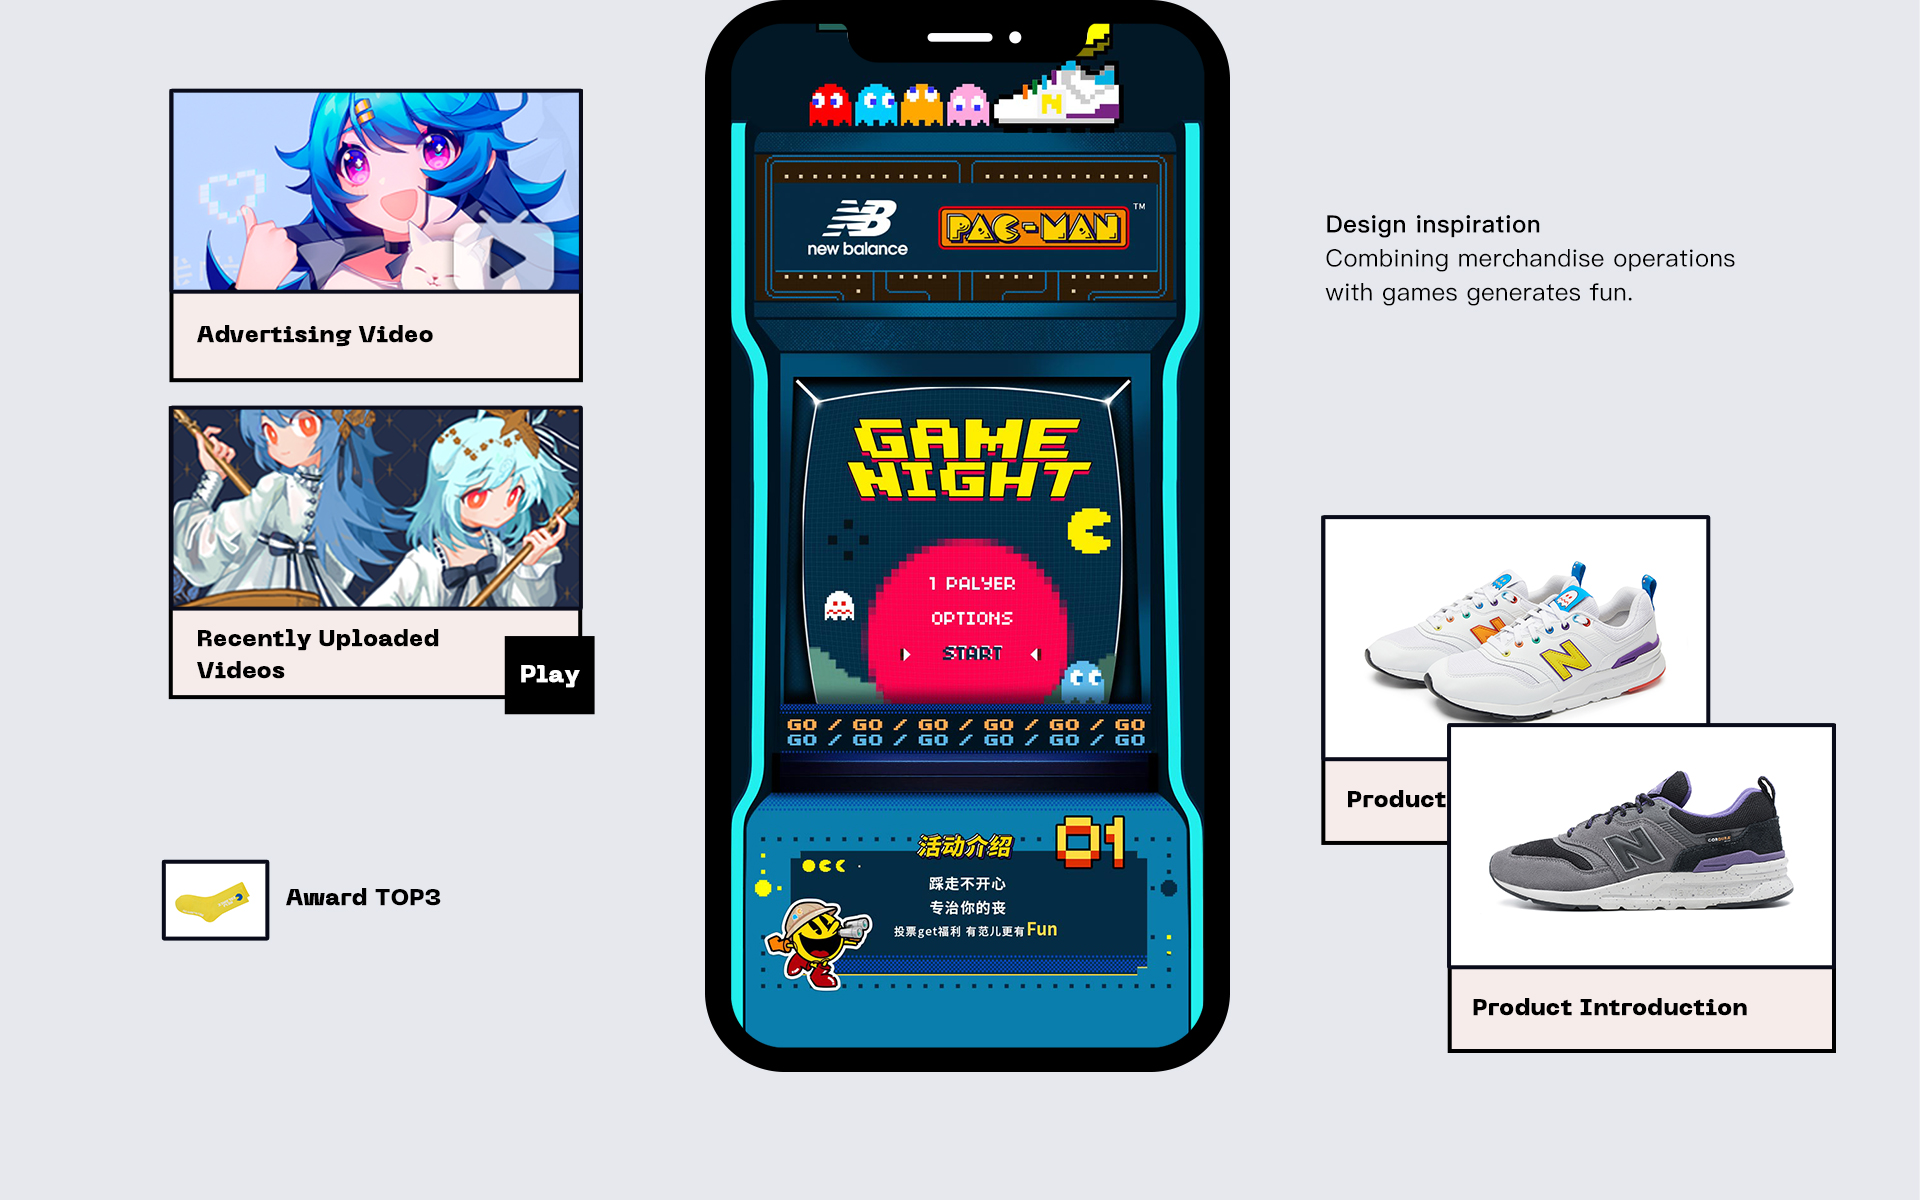 Advertising Video
Recently Uploaded
Videos
Play
Award TOP3
NB
new balance
PAC-MAN
TM
GAME
NIGHT
1 PALYER
OPTIONS
START
GO / GO / GO / GO / GO / GO
GO / GO / GO / GO / GO / GO
活动介绍
01
踩走不开心
专治你的丧
投票get福利 有范儿更有Fun
Design inspiration
Combining merchandise operations
with games generates fun.
Product
Product Introduction